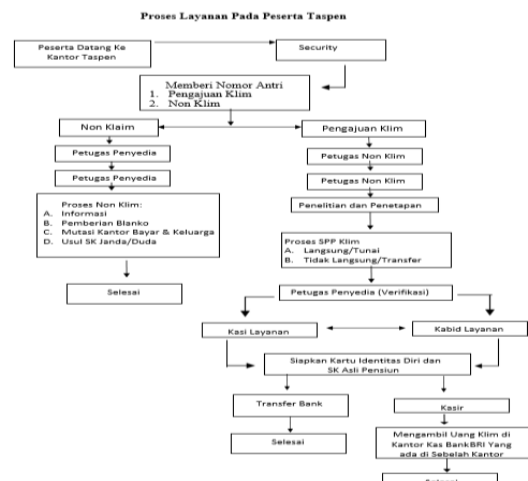 Proses Layanan Pada Peserta Taspen
Peserta Datang Ke
Kantor Taspen
Security
Memberi Nomor Antri
1. Pengajuan Klim
2. Non Klim
Non Klaim
Pengajuan Klim
Petugas Penyedia
Petugas Non Klim
Petugas Penyedia
Petugas Non Klim
Proses Non Klim:
A. Informasi
B. Pemberian Blanko
C. Mutasi Kantor Bayar & Keluarga
D. Usul SK Janda/Duda
Penelitian dan Penetapan
Proses SPP Klim
A. Langsung/Tunai
B. Tidak Langsung/Transfer
Selesai
Petugas Penyedia (Verifikasi)
Kasi Layanan
Kabid Layanan
Siapkan Kartu Identitas Diri dan
SK Asli Pensiun
Transfer Bank
Kasir
Selesai
Mengambil Uang Klim di
Kantor Kas BankBRI Yang
ada di Sebelah Kantor